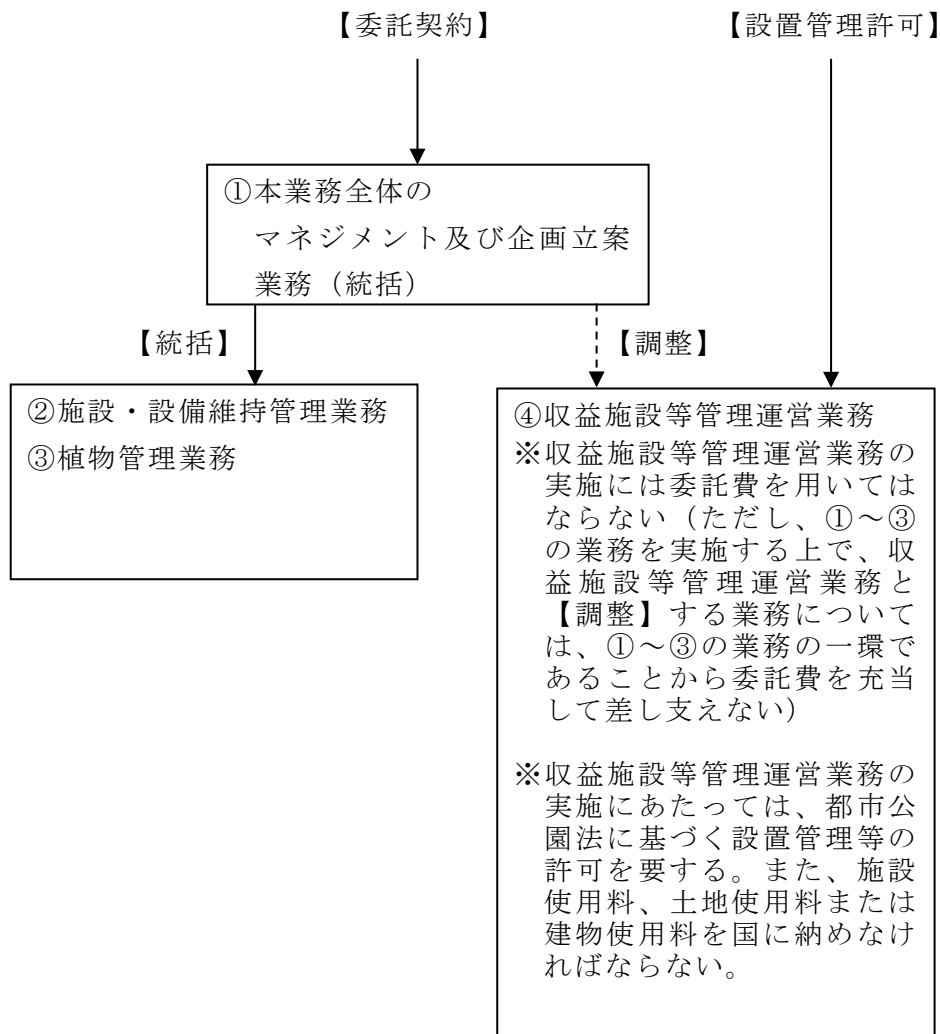 【委託契約】
【設置管理許可】
①本業務全体の
マネジメント及び企画立案
業務（統括）
【統括】
【調整】
②施設・設備維持管理業務
③植物管理業務
④収益施設等管理運営業務
※収益施設等管理運営業務の
実施には委託費を用いては
ならない（ただし、①～③
の業務を実施する上で、収
益施設等管理運営業務と
【調整】する業務について
は、①～③の業務の一環で
あることから委託費を充当
して差し支えない）
※収益施設等管理運営業務の
実施にあたっては、都市公
園法に基づく設置管理等の
許可を要する。また、施設
使用料、土地使用料または
建物使用料を国に納めなけ
ればならない。